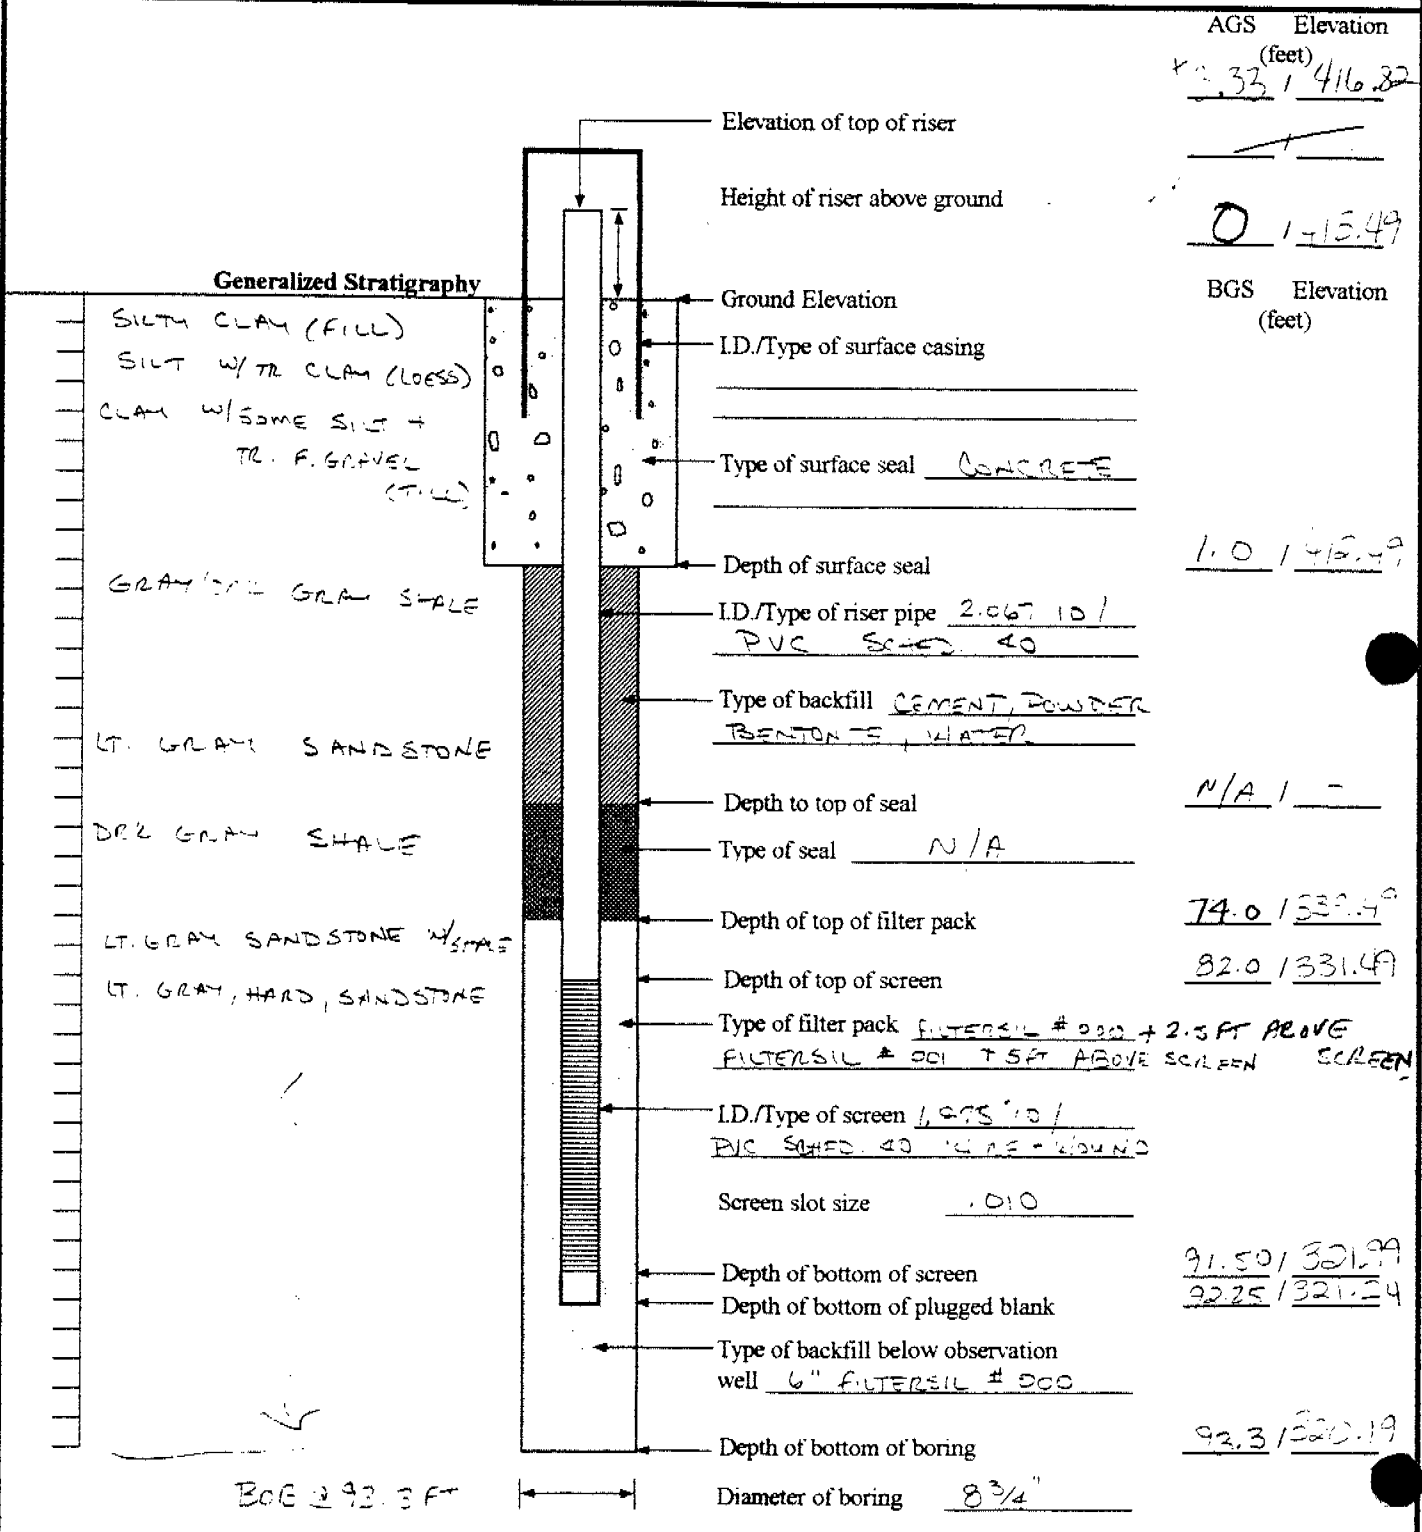 AGS Elevation
(feet)
+3.33 / 416.82
/
Elevation of top of riser
Height of riser above ground
0 / 413.49
Generalized Stratigraphy
Ground Elevation
BGS Elevation
(feet)
SILTY CLAY (FILL)
I.D./Type of surface casing
SILT W/ TR CLAY (LOESS)
CLAY W/ SOME SILT +
TR. F. GRAVEL
(TILL)
Type of surface seal CONCRETE
Depth of surface seal 1.0 / 412.49
GRAY/DRK GRAY SHALE
I.D./Type of riser pipe 2.067 ID /
PVC SCHED. 40
Type of backfill CEMENT, POWDER
BENTONITE, WATER
LT. GRAY SANDSTONE
Depth to top of seal N/A / -
DRK GRAY SHALE
Type of seal N/A
Depth of top of filter pack 74.0 / 339.49
LT. GRAY SANDSTONE W/SHALE
Depth of top of screen 82.0 / 331.49
LT. GRAY, HARD, SANDSTONE
Type of filter pack FILTERSIL # 000 + 2.5 FT ABOVE SCREEN
FILTERSIL # 001 + 5 FT ABOVE SCREEN
I.D./Type of screen 1.975" ID /
PVC SCHED. 40 WIRE-WOUND
Screen slot size .010
Depth of bottom of screen 91.50 / 321.99
Depth of bottom of plugged blank 92.25 / 321.24
Type of backfill below observation
well 6" FILTERSIL # 000
Depth of bottom of boring 93.3 / 320.19
BOE @ 93.3 FT
Diameter of boring 8 3/4"